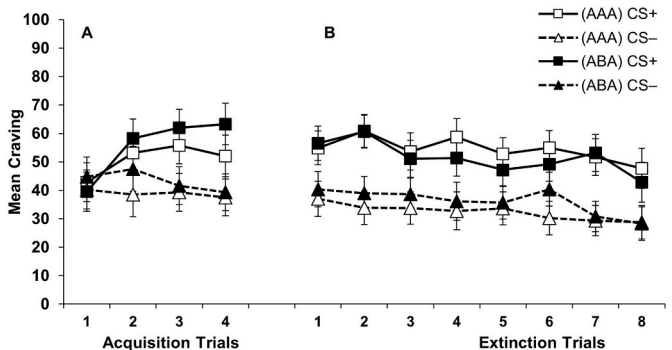 A
B
(AAA) CS+
(AAA) CS–
(ABA) CS+
(ABA) CS–
Mean Craving
100
90
80
70
60
50
40
30
20
10
0
1 2 3 4 1 2 3 4 5 6 7 8
Acquisition Trials Extinction Trials